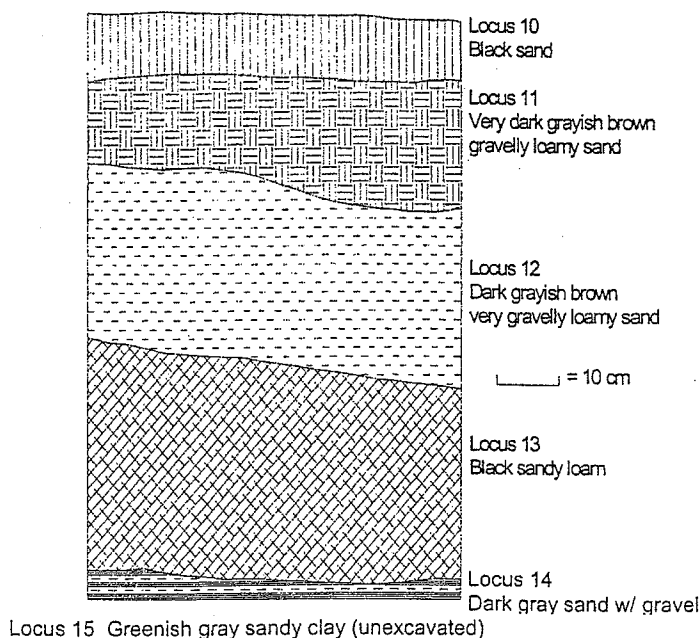 Locus 10
Black sand
Locus 11
Very dark grayish brown
gravelly loamy sand
Locus 12
Dark grayish brown
very gravelly loamy sand
= 10 cm
Locus 13
Black sandy loam
Locus 14
Dark gray sand w/ gravel
Locus 15 Greenish gray sandy clay (unexcavated)